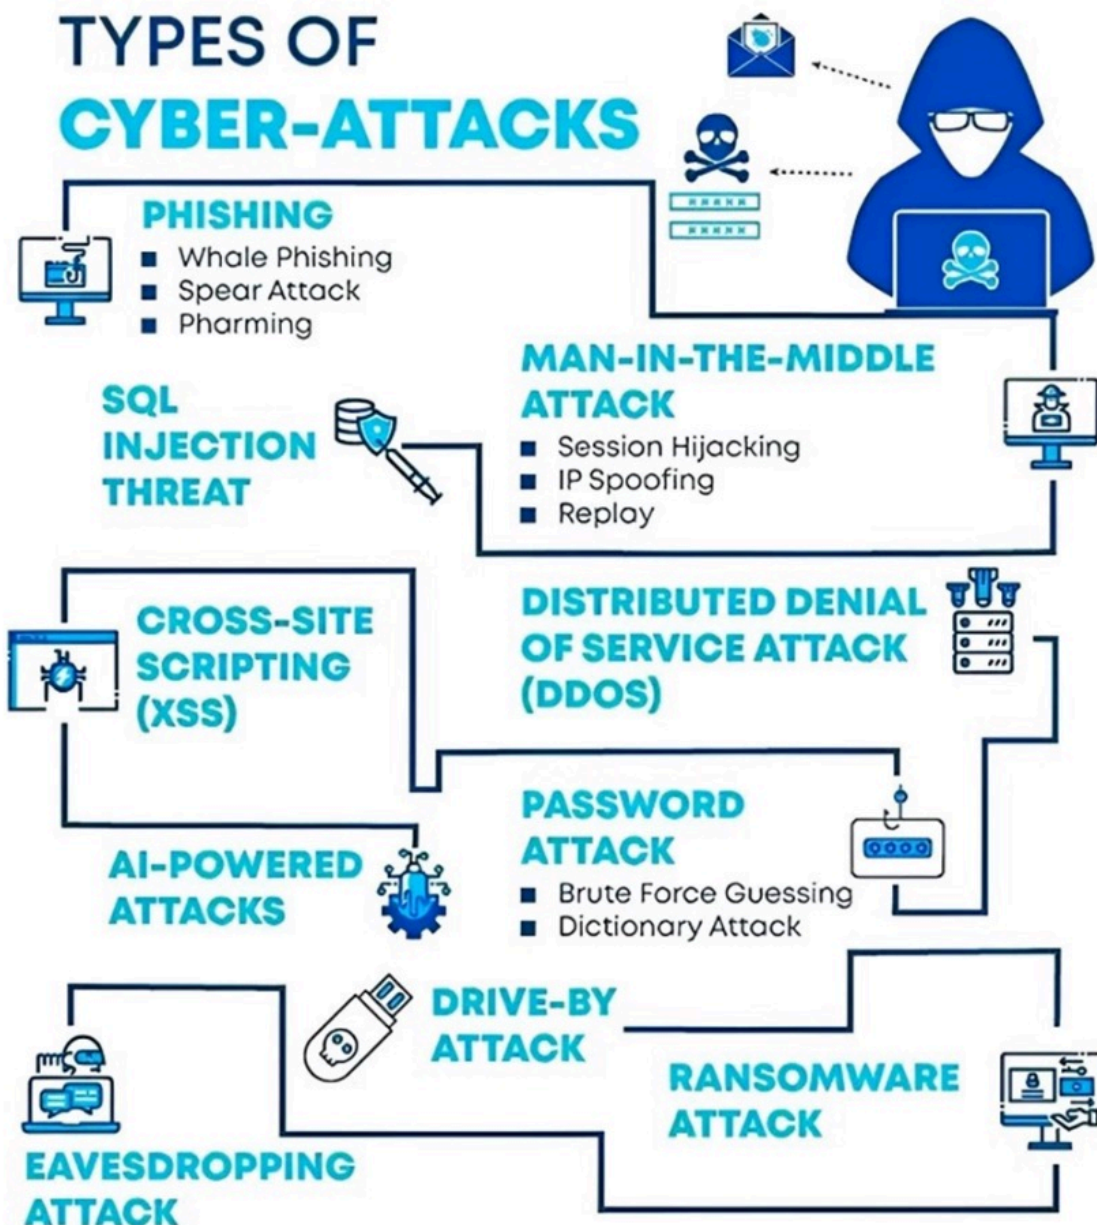 TYPES OF
CYBER-ATTACKS
PHISHING
Whale Phishing
Spear Attack
Pharming
MAN-IN-THE-MIDDLE
ATTACK
Session Hijacking
IP Spoofing
Replay
SQL
INJECTION
THREAT
CROSS-SITE
SCRIPTING
(XSS)
DISTRIBUTED DENIAL
OF SERVICE ATTACK
(DDOS)
PASSWORD
ATTACK
Brute Force Guessing
Dictionary Attack
AI-POWERED
ATTACKS
DRIVE-BY
ATTACK
RANSOMWARE
ATTACK
EAVESDROPPING
ATTACK